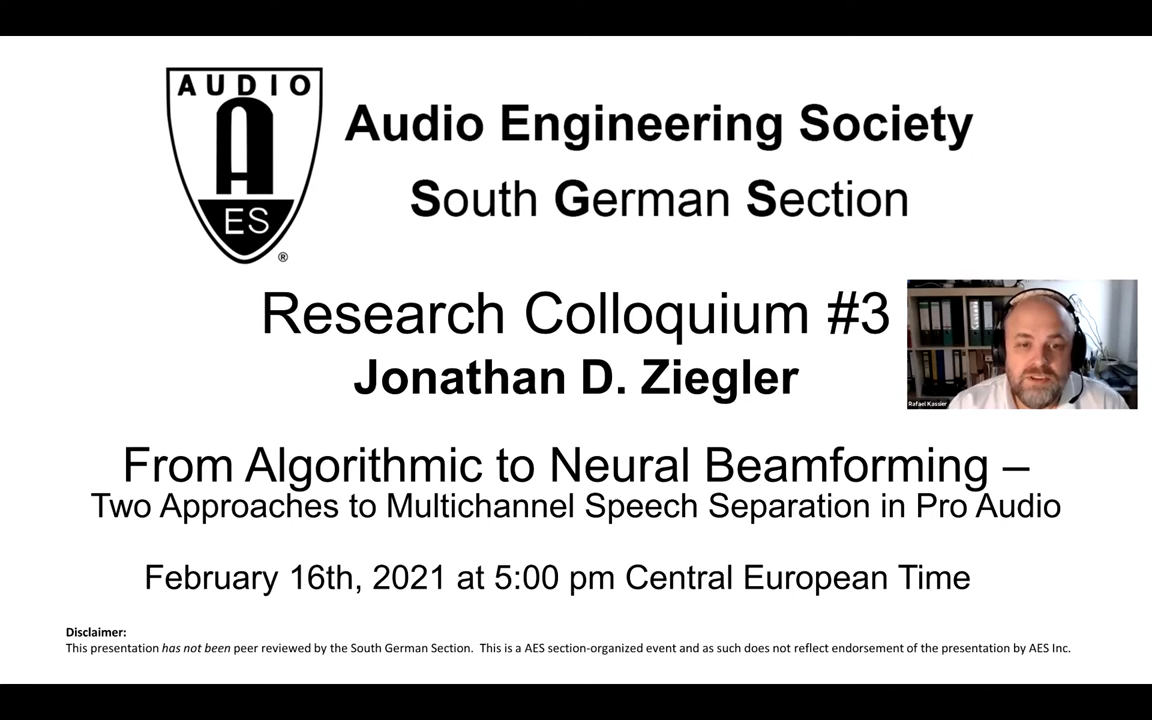 AUDIO
A
ES
®
Audio Engineering Society
South German Section
Research Colloquium #3
Jonathan D. Ziegler
Rafael Kassier
From Algorithmic to Neural Beamforming –
Two Approaches to Multichannel Speech Separation in Pro Audio
February 16th, 2021 at 5:00 pm Central European Time
Disclaimer:
This presentation has not been peer reviewed by the South German Section. This is a AES section-organized event and as such does not reflect endorsement of the presentation by AES Inc.